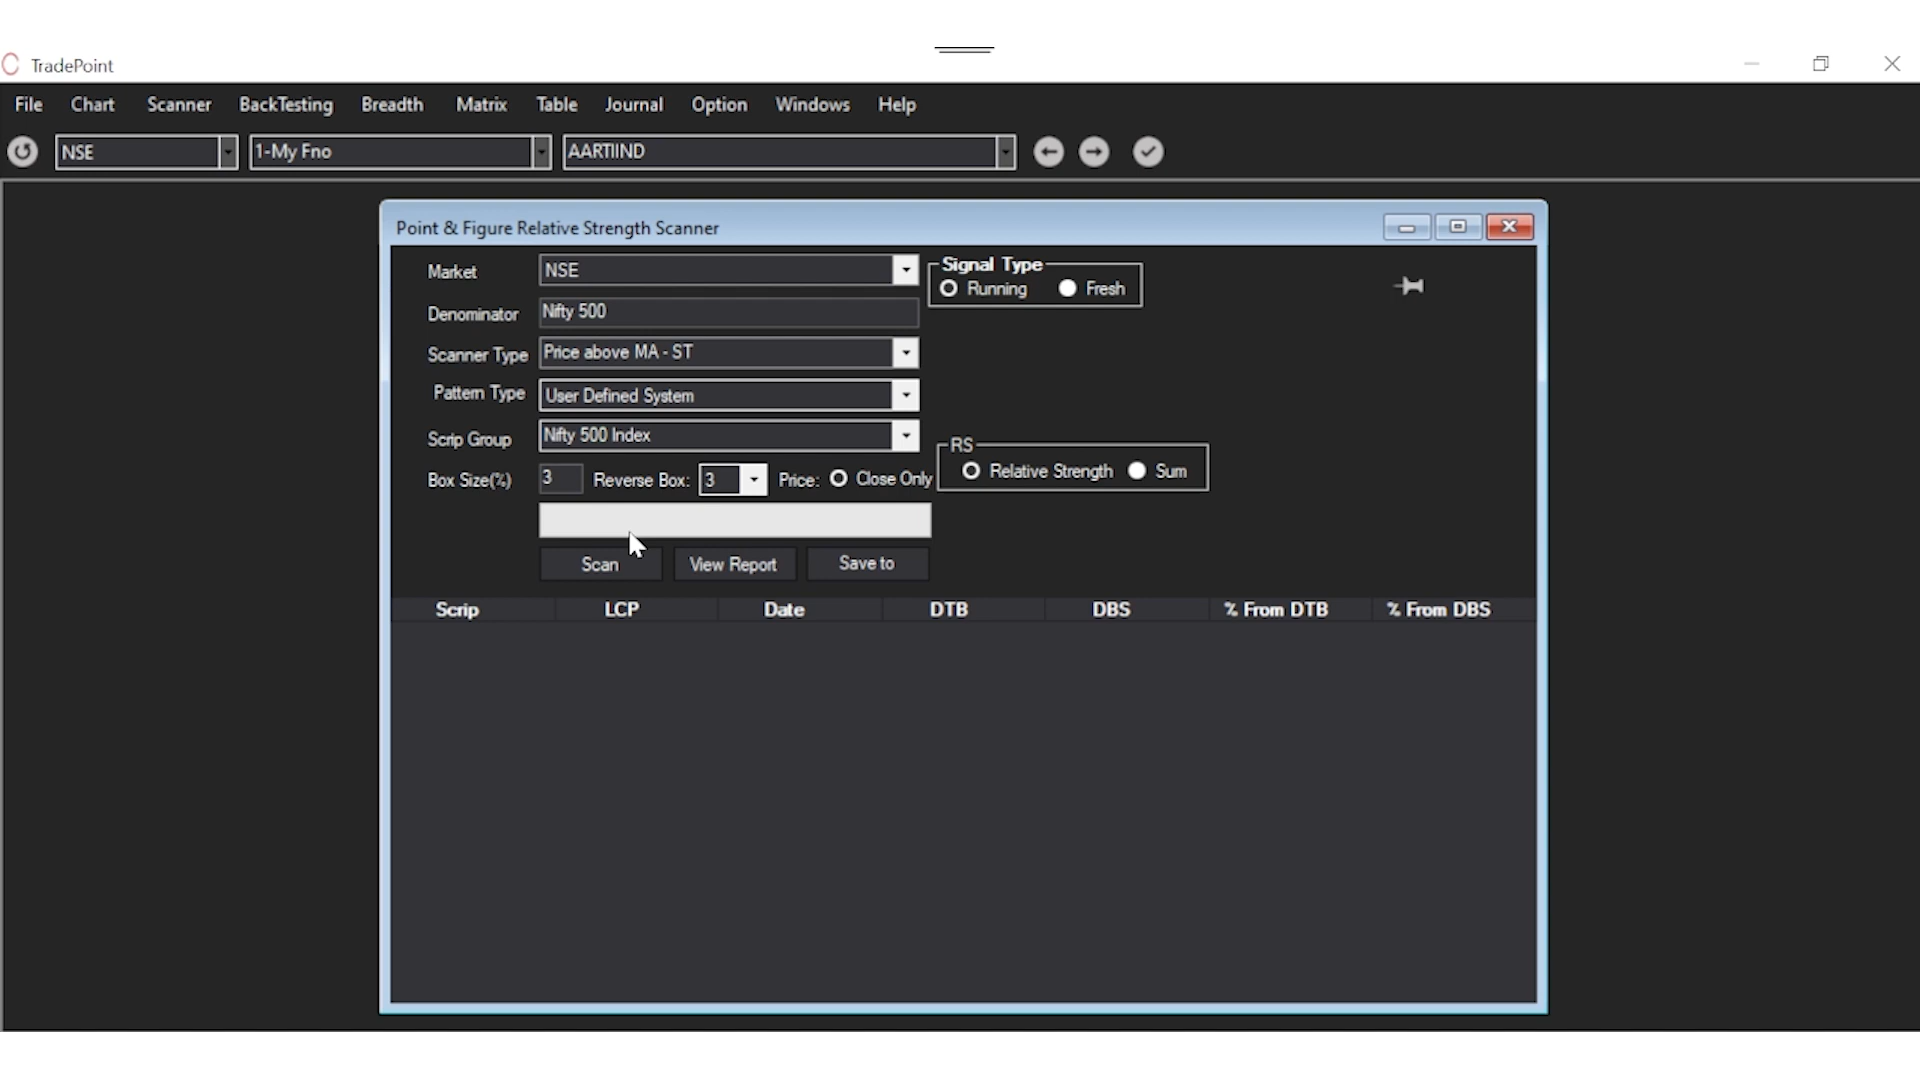 TradePoint
File Chart Scanner BackTesting Breadth Matrix Table Journal Option Windows Help
NSE 1-My Fno AARTIIND
Point & Figure Relative Strength Scanner
Market NSE
Signal Type
Running Fresh
Denominator Nifty 500
Scanner Type Price above MA - ST
Pattern Type User Defined System
Scrip Group Nifty 500 Index
RS
Relative Strength Sum
Box Size(%) 3 Reverse Box: 3 Price: Close Only
Scan View Report Save to
Scrip LCP Date DTB DBS % From DTB % From DBS